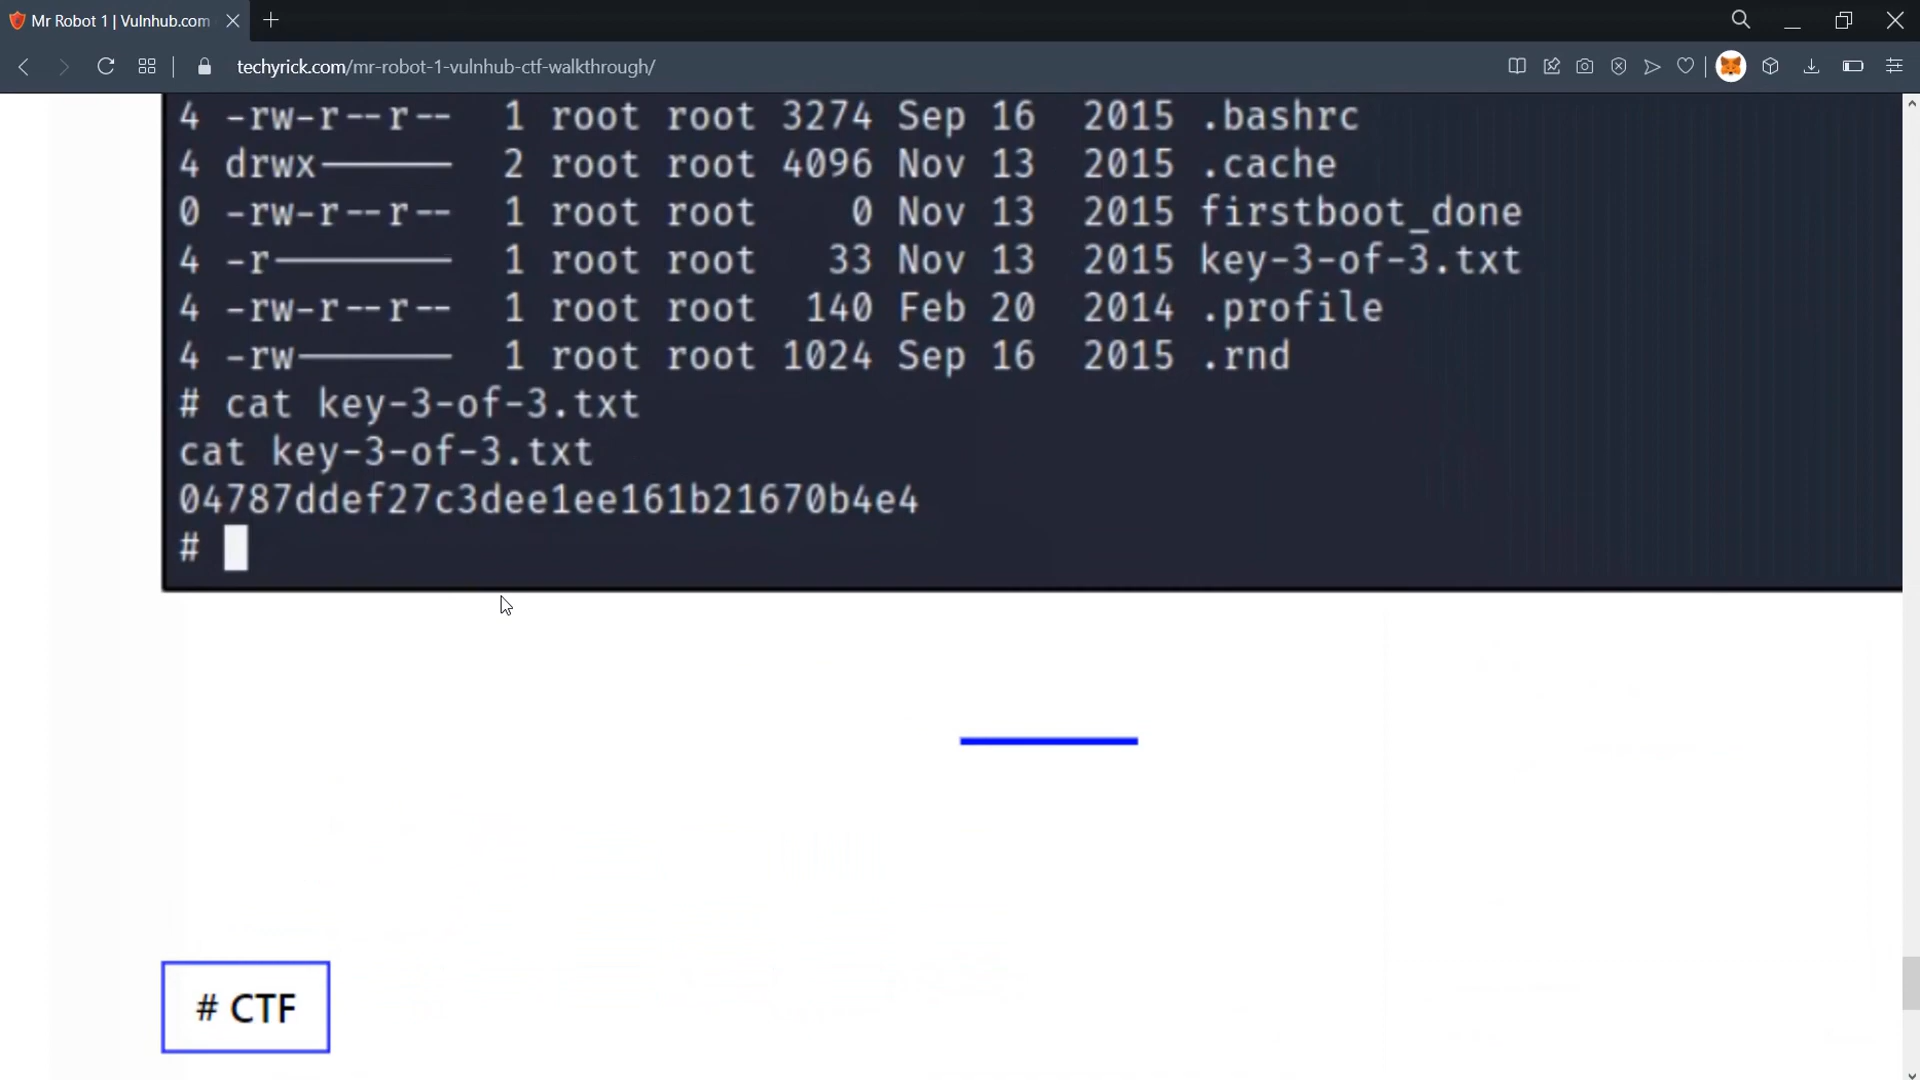 Mr Robot 1 | Vulnhub.com
techyrick.com/mr-robot-1-vulnhub-ctf-walkthrough/
4 -rw-r--r-- 1 root root 3274 Sep 16 2015 .bashrc
4 drwx------ 2 root root 4096 Nov 13 2015 .cache
0 -rw-r--r-- 1 root root 0 Nov 13 2015 firstboot_done
4 -r-------- 1 root root 33 Nov 13 2015 key-3-of-3.txt
4 -rw-r--r-- 1 root root 140 Feb 20 2014 .profile
4 -rw------- 1 root root 1024 Sep 16 2015 .rnd
# cat key-3-of-3.txt
cat key-3-of-3.txt
04787ddef27c3dee1ee161b21670b4e4
#
# CTF